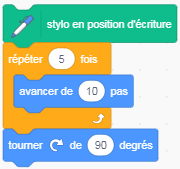 stylo en position d'écriture
répéter 5 fois
avancer de 10 pas
tourner de 90 degrés